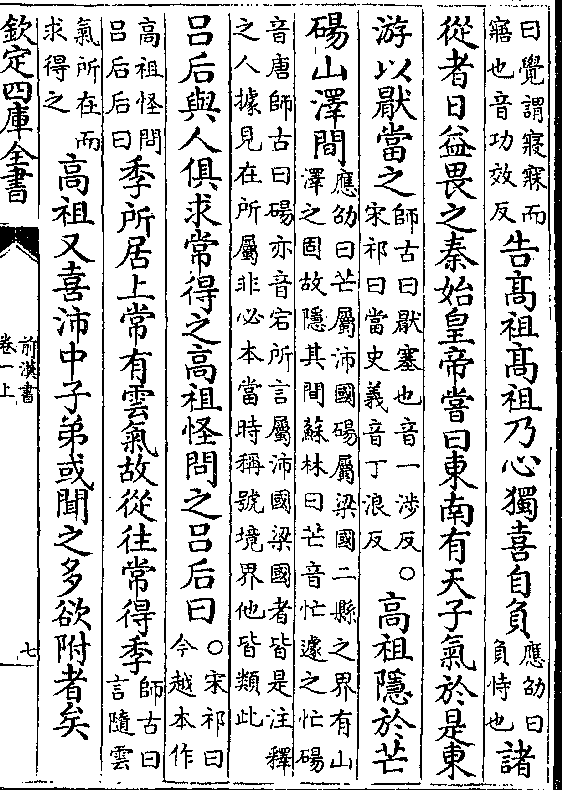 曰覺謂寢寐而
寤也音功效反
告髙祖髙祖乃心獨喜自負
應劭曰
負恃也
諸
從者日益畏之秦始皇帝嘗曰東南有天子氣於是東
游以厭當之
師古曰厭塞也音一涉反○
宋祁曰當史義音丁浪反
高祖隱於芒
碭山澤間
應劭曰芒屬沛國碭屬梁國二縣之界有山
澤之固故隱其間蘇林曰芒音忙遽之忙碭
音唐師古曰碭亦音宕所言屬沛國梁國者皆是注釋
之人據見在所屬非必本當時稱號境界他皆類此
呂后與人俱求常得之高祖怪問之呂后曰
○宋祁曰
今越本作
高祖怪問
呂后后曰
季所居上常有雲氣故從往常得季
師古曰
言隨雲
氣所在而
求得之
高祖又喜沛中子弟或聞之多欲附者矣
欽定四庫全書
前漢書
卷一上
七